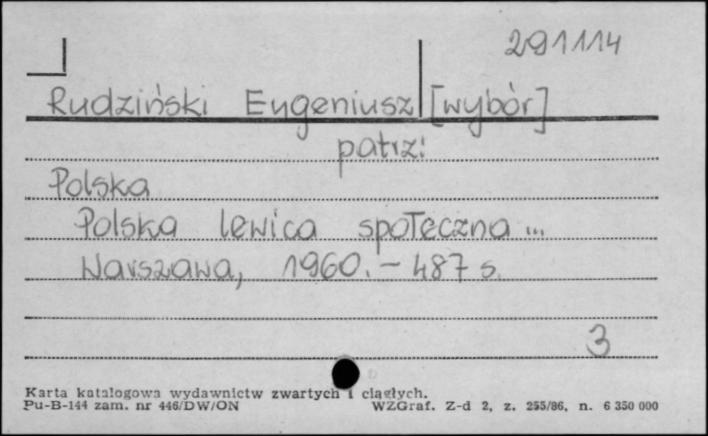 291114
Rudziński Eugeniusz [wybór]
patrz:
Polska
Polska lewica społeczna...
Warszawa, 1960. - 487 s.
3
Karta katalogowa wydawnictw zwartych i ciągłych.
Pu-B-144 zam. nr 446/DW/ON WZGraf. Z-d 2, z. 255/86, n. 6 350 000